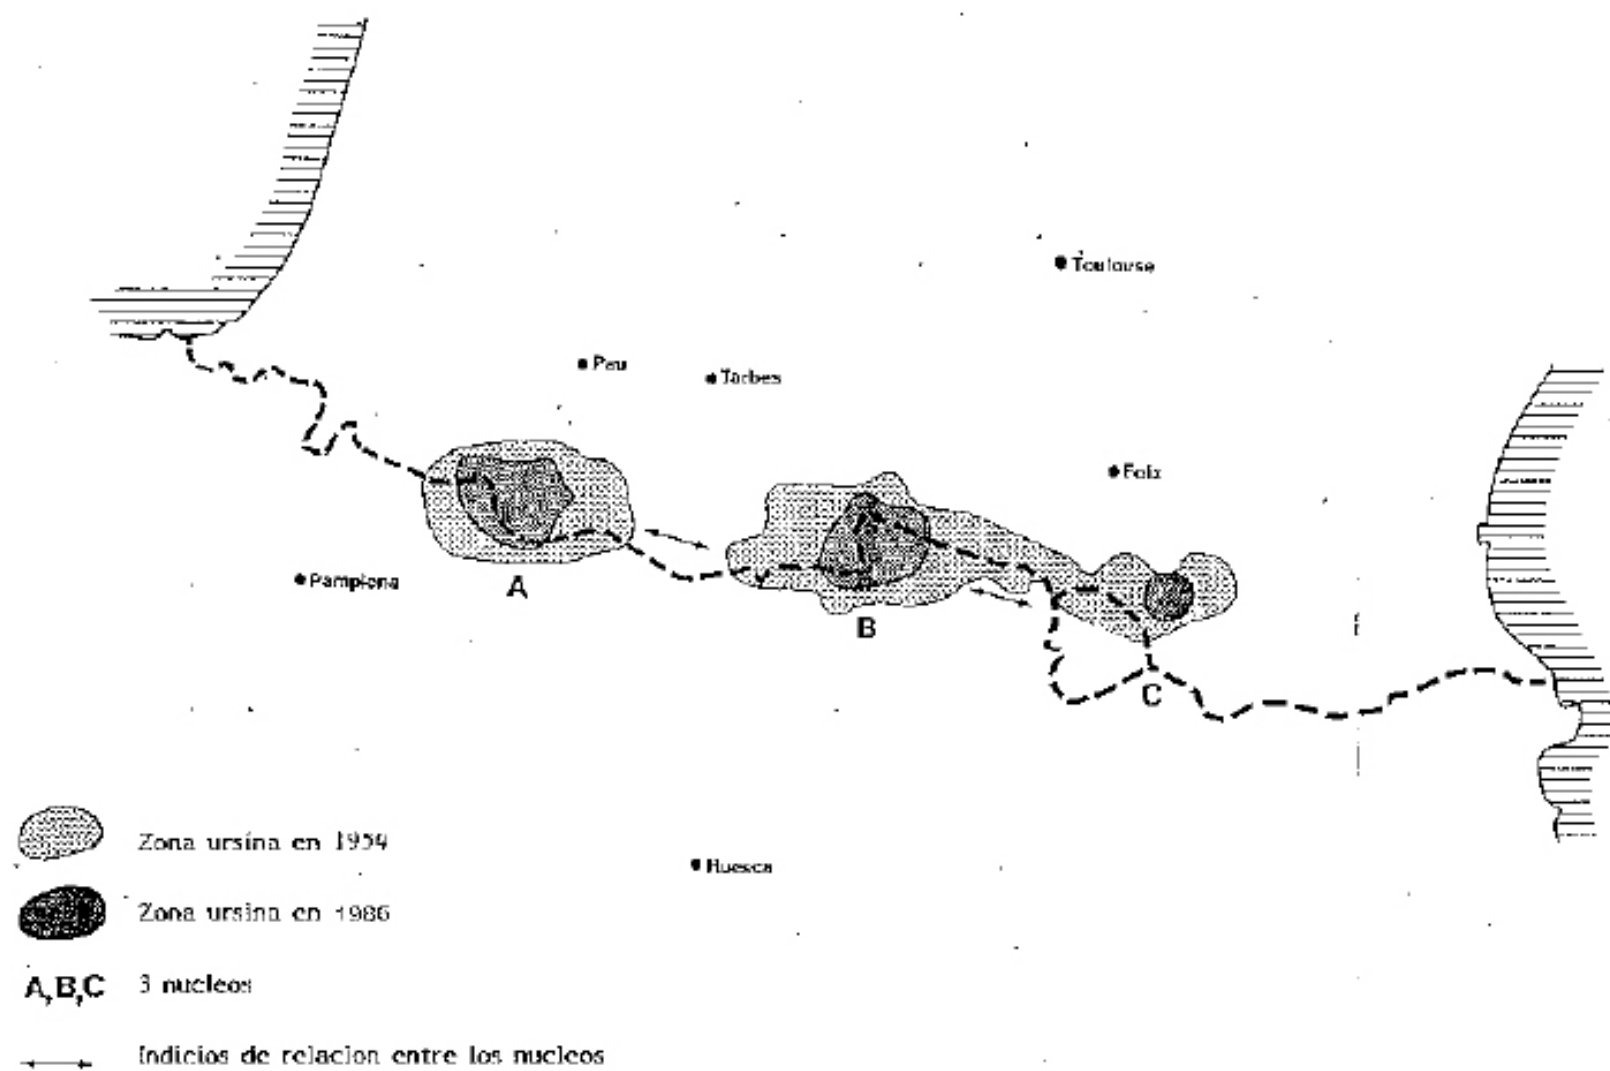 Toulouse
Pau
Tarbes
Foix
A
Pamplona
B
C
Zona ursina en 1954
Huesca
Zona ursina en 1986
A,B,C 3 nucleos
Indicios de relacion entre los nucleos